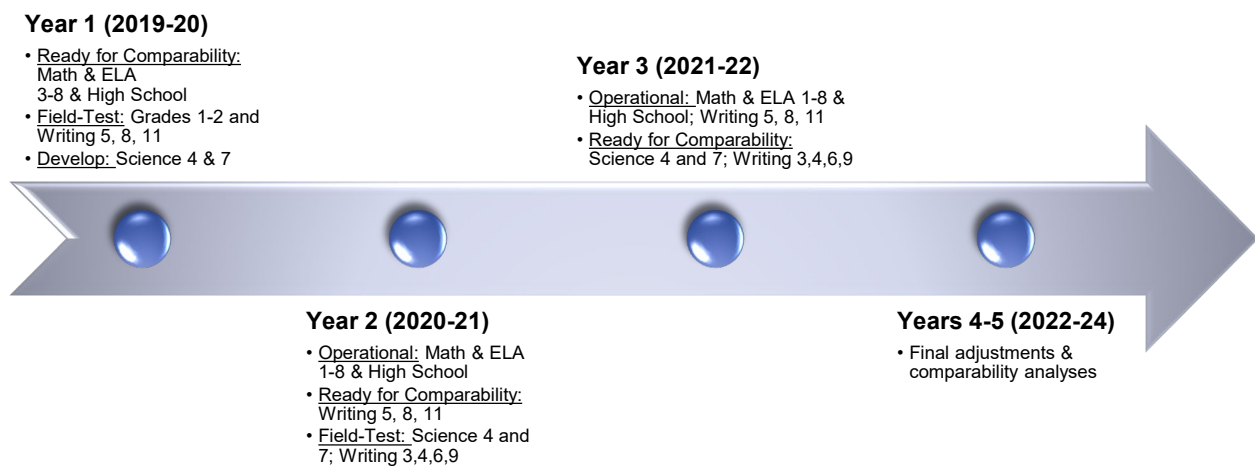 Year 1 (2019-20)
• Ready for Comparability:
Math & ELA
3-8 & High School
• Field-Test: Grades 1-2 and
Writing 5, 8, 11
• Develop: Science 4 & 7
Year 2 (2020-21)
• Operational: Math & ELA
1-8 & High School
• Ready for Comparability:
Writing 5, 8, 11
• Field-Test: Science 4 and
7; Writing 3,4,6,9
Year 3 (2021-22)
• Operational: Math & ELA 1-8 &
High School; Writing 5, 8, 11
• Ready for Comparability:
Science 4 and 7; Writing 3,4,6,9
Years 4-5 (2022-24)
• Final adjustments &
comparability analyses